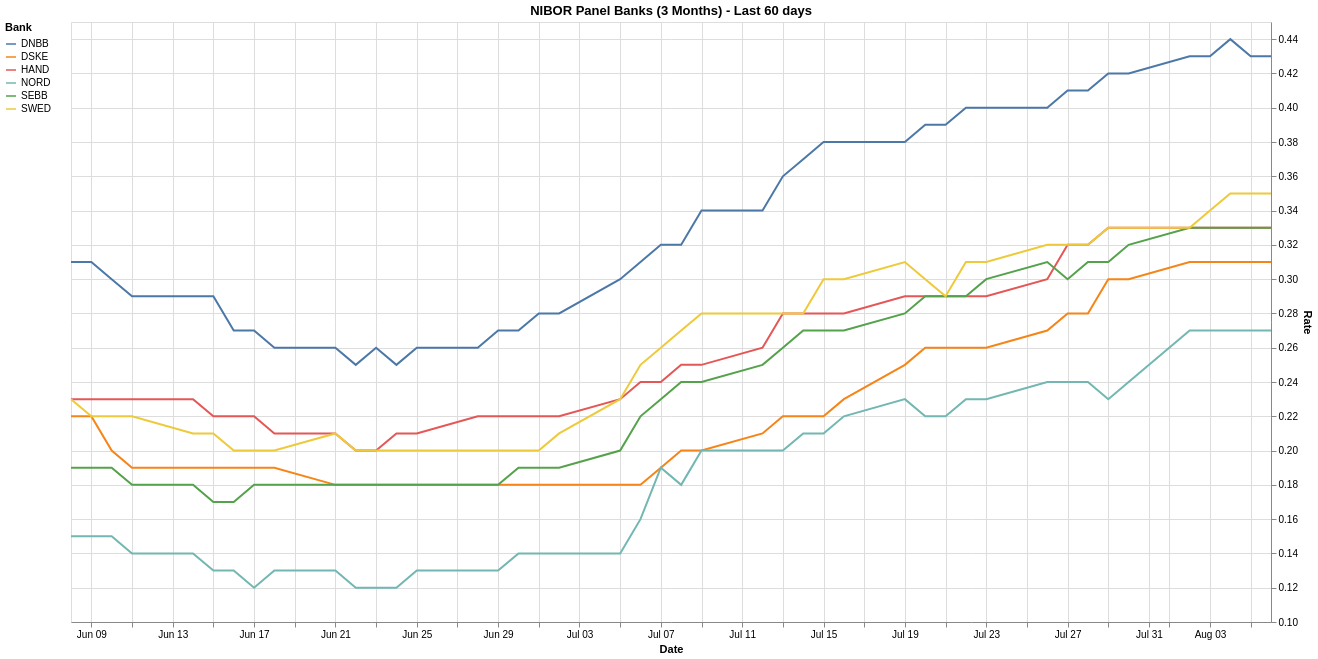 NIBOR Panel Banks (3 Months) - Last 60 days
Bank
DNBB
DSKE
HAND
NORD
SEBB
SWED
0.44
0.42
0.40
0.38
0.36
0.34
0.32
0.30
0.28
0.26
0.24
0.22
0.20
0.18
0.16
0.14
0.12
0.10
Rate
Jun 09 Jun 13 Jun 17 Jun 21 Jun 25 Jun 29 Jul 03 Jul 07 Jul 11 Jul 15 Jul 19 Jul 23 Jul 27 Jul 31 Aug 03
Date